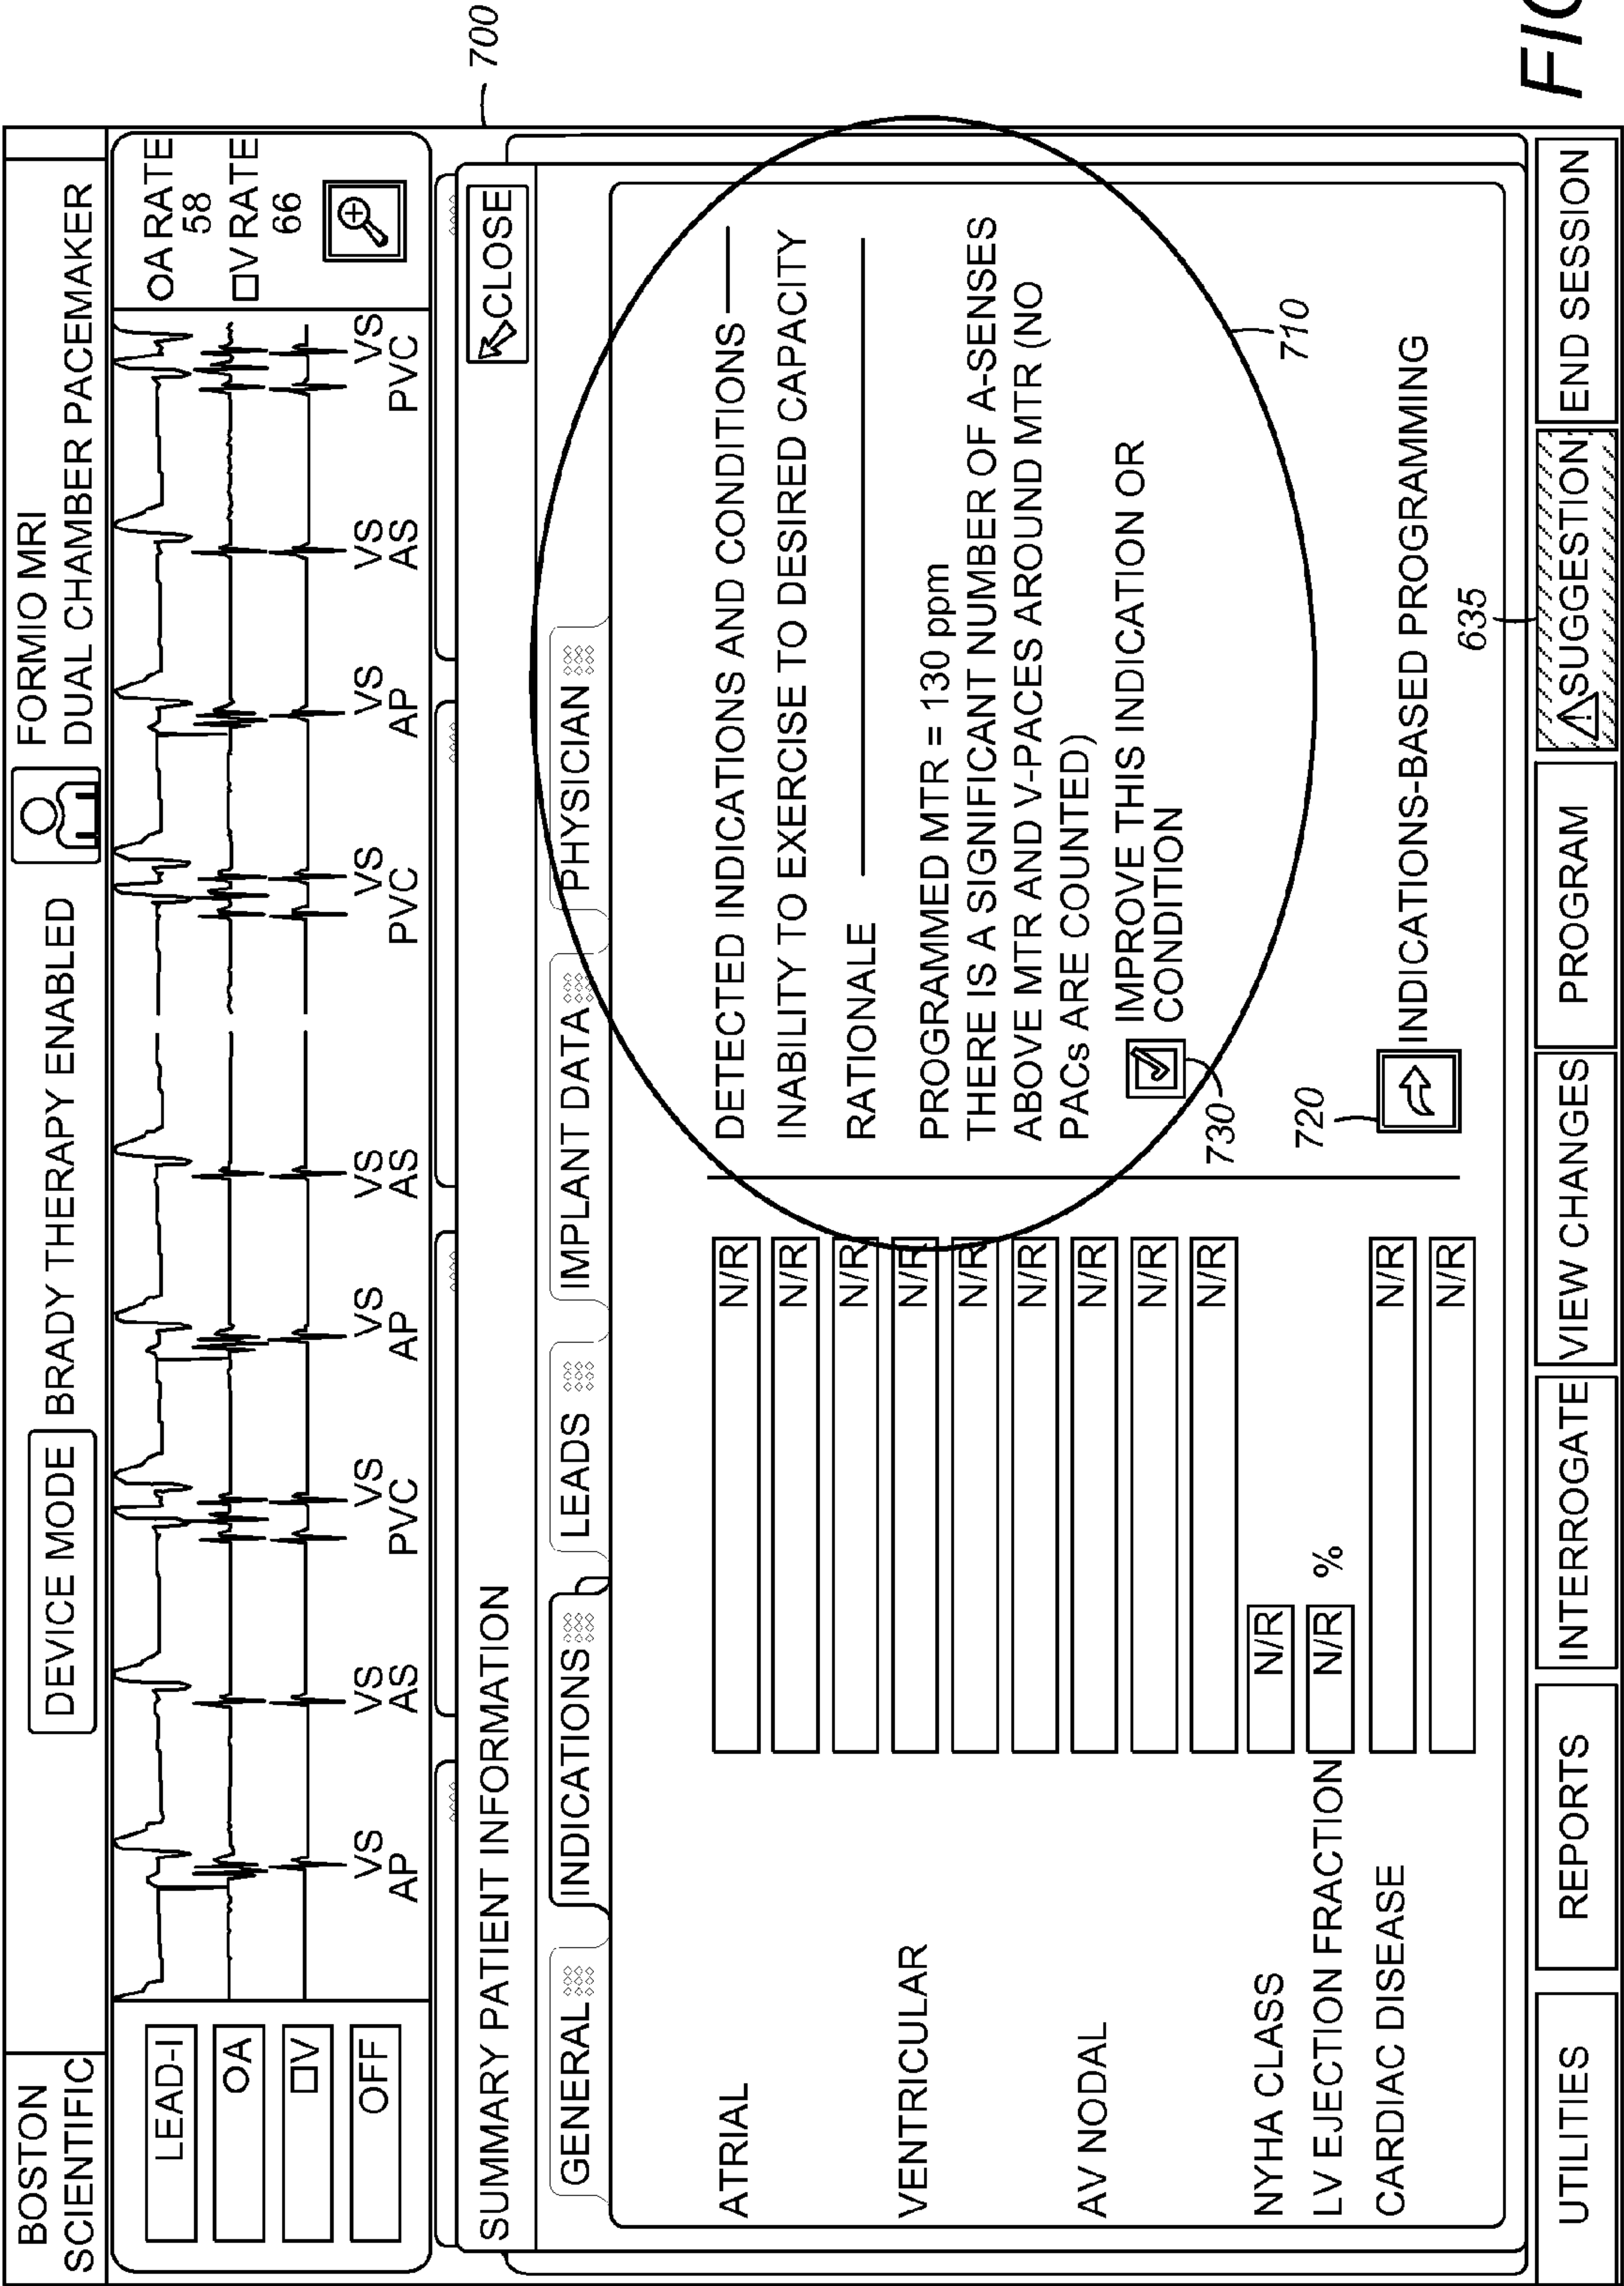 BOSTON
SCIENTIFIC
DEVICE MODE
BRADY THERAPY ENABLED
FORMIO MRI
DUAL CHAMBER PACEMAKER
LEAD-I
A
V
OFF
VS VS VS VS VS VS VS VS VS VS
AP AS PVC AP AS PVC AP AS PVC
A RATE
58
V RATE
66
700
SUMMARY PATIENT INFORMATION
CLOSE
GENERAL
INDICATIONS
LEADS
IMPLANT DATA
PHYSICIAN
ATRIAL
N/R
N/R
N/R
VENTRICULAR
N/R
N/R
N/R
AV NODAL
N/R
N/R
N/R
NYHA CLASS
N/R
LV EJECTION FRACTION
N/R
%
CARDIAC DISEASE
N/R
N/R
DETECTED INDICATIONS AND CONDITIONS
INABILITY TO EXERCISE TO DESIRED CAPACITY
RATIONALE
PROGRAMMED MTR = 130 ppm
THERE IS A SIGNIFICANT NUMBER OF A-SENSES
ABOVE MTR AND V-PACES AROUND MTR (NO
PACs ARE COUNTED)
IMPROVE THIS INDICATION OR
CONDITION
730
710
720
INDICATIONS-BASED PROGRAMMING
635
UTILITIES
REPORTS
INTERROGATE
VIEW CHANGES
PROGRAM
SUGGESTION
END SESSION